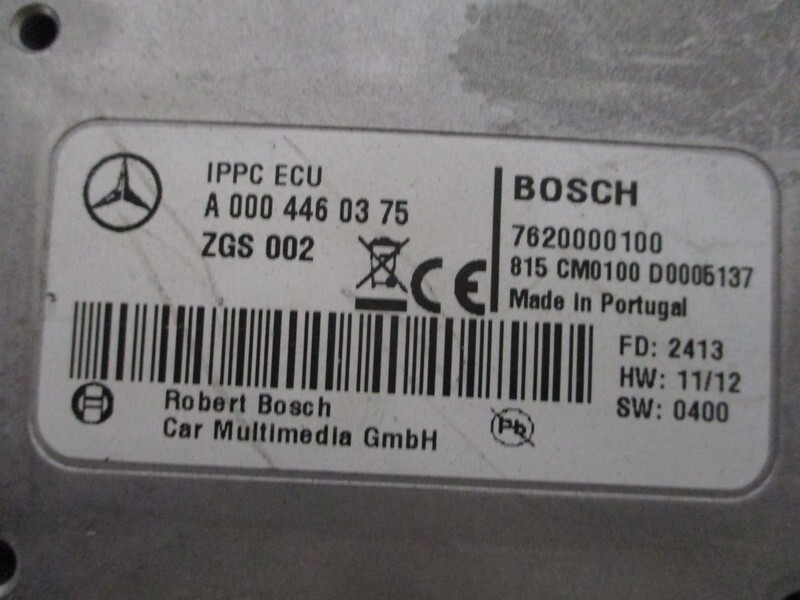 IPPC ECU
A 000 446 03 75
ZGS 002
CE
BOSCH
7620000100
815 CM0100 D0005137
Made in Portugal
FD: 2413
HW: 11/12
SW: 0400
Robert Bosch
Car Multimedia GmbH
Pb